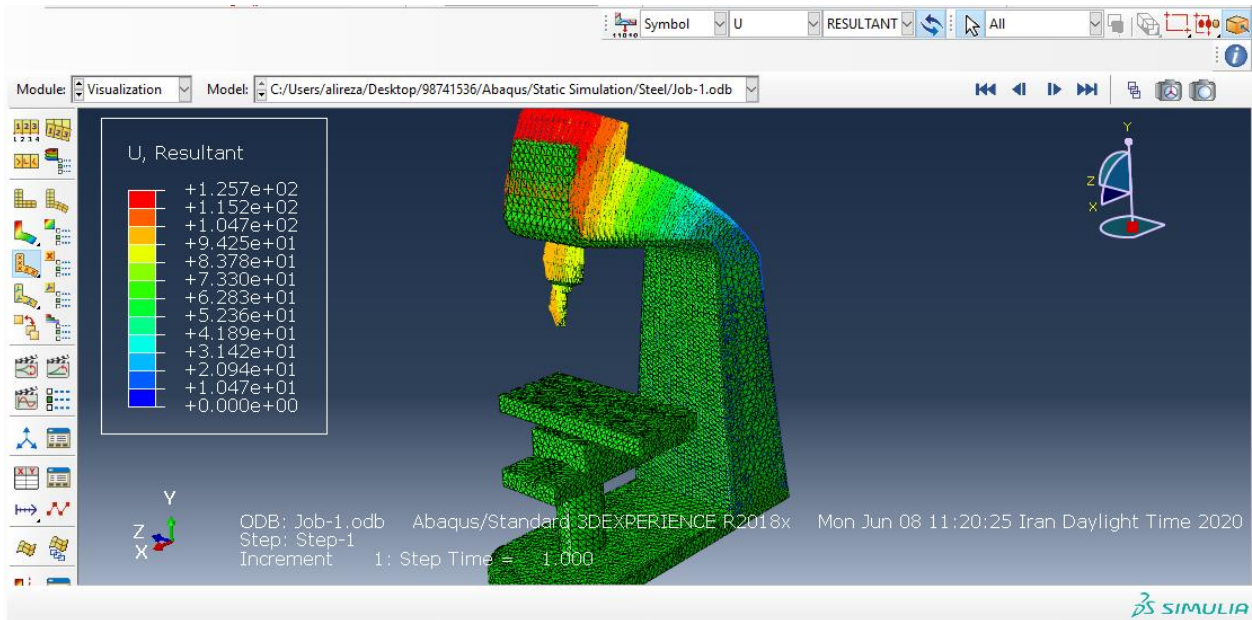 Symbol U RESULTANT All
Module: Visualization Model: C:/Users/alireza/Desktop/98741536/Abaqus/Static Simulation/Steel/Job-1.odb
U, Resultant
+1.257e+02
+1.152e+02
+1.047e+02
+9.425e+01
+8.378e+01
+7.330e+01
+6.283e+01
+5.236e+01
+4.189e+01
+3.142e+01
+2.094e+01
+1.047e+01
+0.000e+00
Y
Z
X
Y
Z
X
ODB: Job-1.odb Abaqus/Standard 3DEXPERIENCE R2018x Mon Jun 08 11:20:25 Iran Daylight Time 2020
Step: Step-1
Increment 1: Step Time = 1.000
SIMULIA